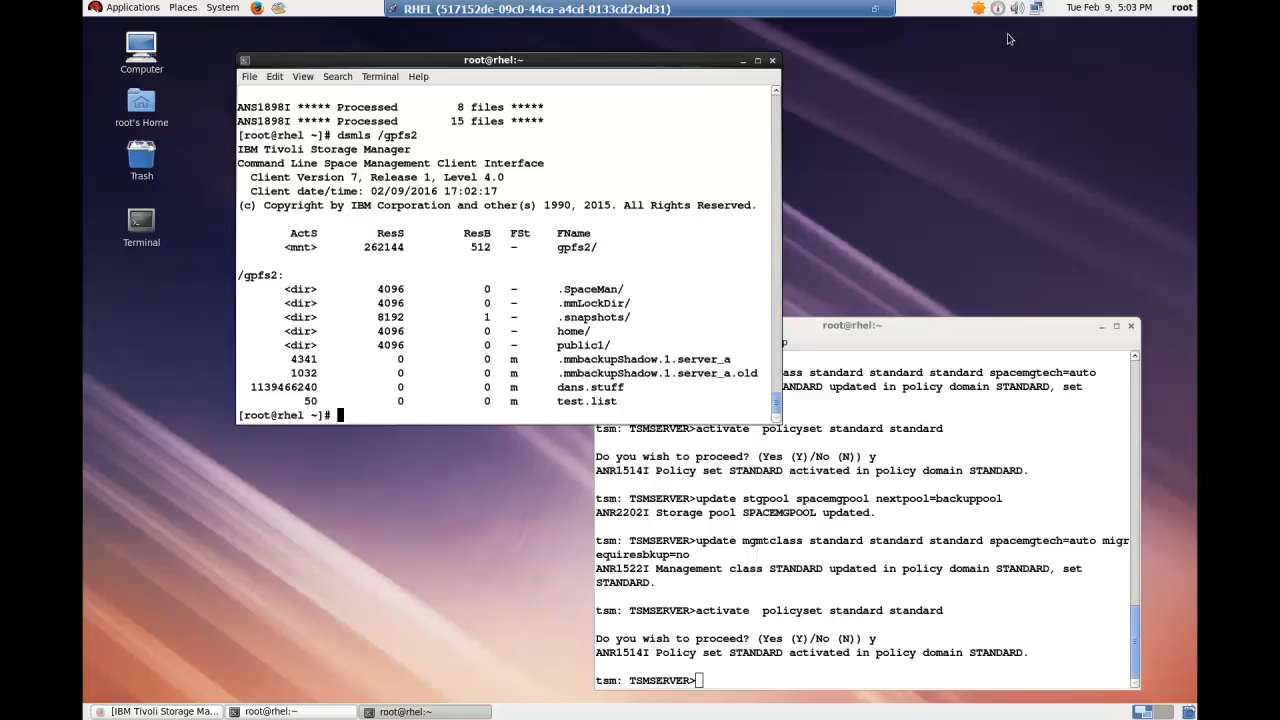 Applications Places System
RHEL (517152de-09c0-44ca-a4cd-0133cd2cbd31)
Tue Feb 9, 5:03 PM root
Computer
root's Home
Trash
Terminal
root@rhel:~
File Edit View Search Terminal Help
ANS1898I ***** Processed 8 files *****
ANS1898I ***** Processed 15 files *****
[root@rhel ~]# dsmls /gpfs2
IBM Tivoli Storage Manager
Command Line Space Management Client Interface
Client Version 7, Release 1, Level 4.0
Client date/time: 02/09/2016 17:02:17
(c) Copyright by IBM Corporation and other(s) 1990, 2015. All Rights Reserved.
ActS ResS ResB FSt FName
<mnt> 262144 512 - gpfs2/
/gpfs2:
<dir> 4096 0 - .SpaceMan/
<dir> 4096 0 - .mmLockDir/
<dir> 8192 1 - .snapshots/
<dir> 4096 0 - home/
<dir> 4096 0 - public1/
4341 0 0 m .mmbackupShadow.1.server_a
1032 0 0 m .mmbackupShadow.1.server_a.old
1139466240 0 0 m dans.stuff
50 0 0 m test.list
[root@rhel ~]#
root@rhel:~
p
class standard standard standard spacemgtech=auto
ANDARD updated in policy domain STANDARD, set
tsm: TSMSERVER>activate policyset standard standard
Do you wish to proceed? (Yes (Y)/No (N)) y
ANR1514I Policy set STANDARD activated in policy domain STANDARD.
tsm: TSMSERVER>update stgpool spacemgpool nextpool=backuppool
ANR2202I Storage pool SPACEMGPOOL updated.
tsm: TSMSERVER>update mgmtclass standard standard standard spacemgtech=auto migr
equiresbkup=no
ANR1522I Management class STANDARD updated in policy domain STANDARD, set
STANDARD.
tsm: TSMSERVER>activate policyset standard standard
Do you wish to proceed? (Yes (Y)/No (N)) y
ANR1514I Policy set STANDARD activated in policy domain STANDARD.
tsm: TSMSERVER>
[IBM Tivoli Storage Ma... root@rhel:~ root@rhel:~